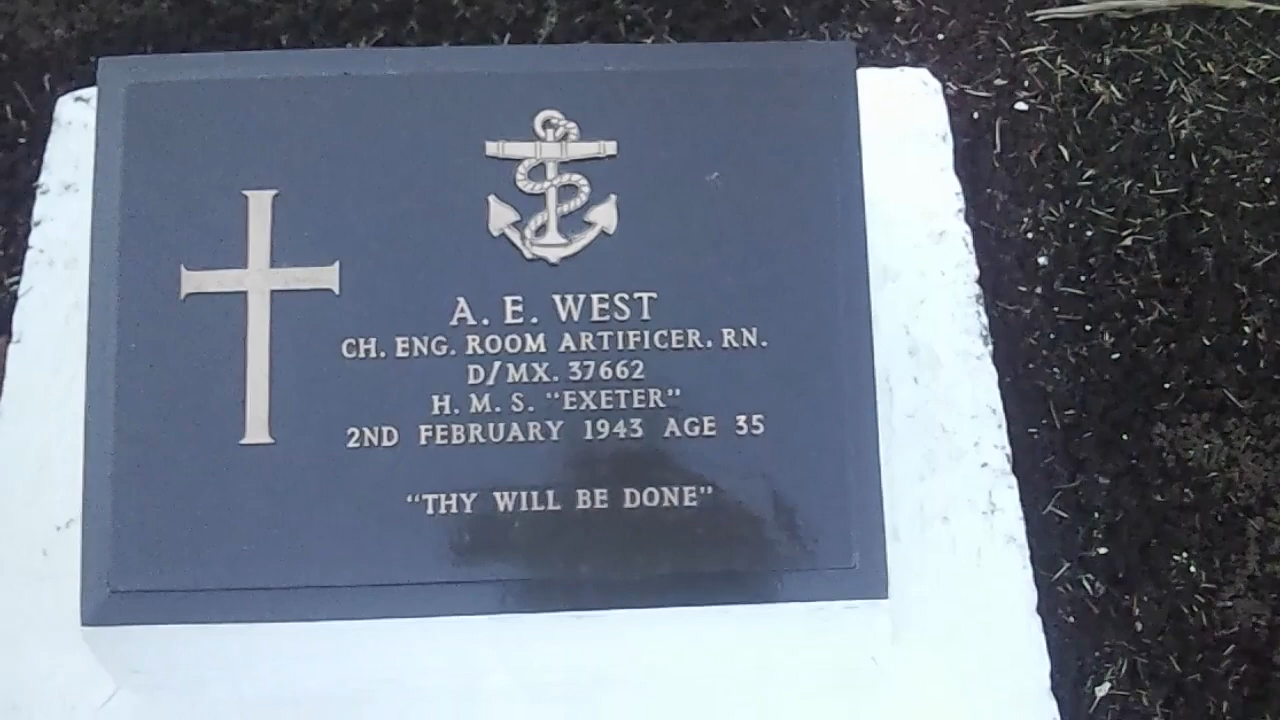 A. E. WEST
CH. ENG. ROOM ARTIFICER, RN.
D/MX. 37662
H. M. S. "EXETER"
2ND FEBRUARY 1943 AGE 35
"THY WILL BE DONE"